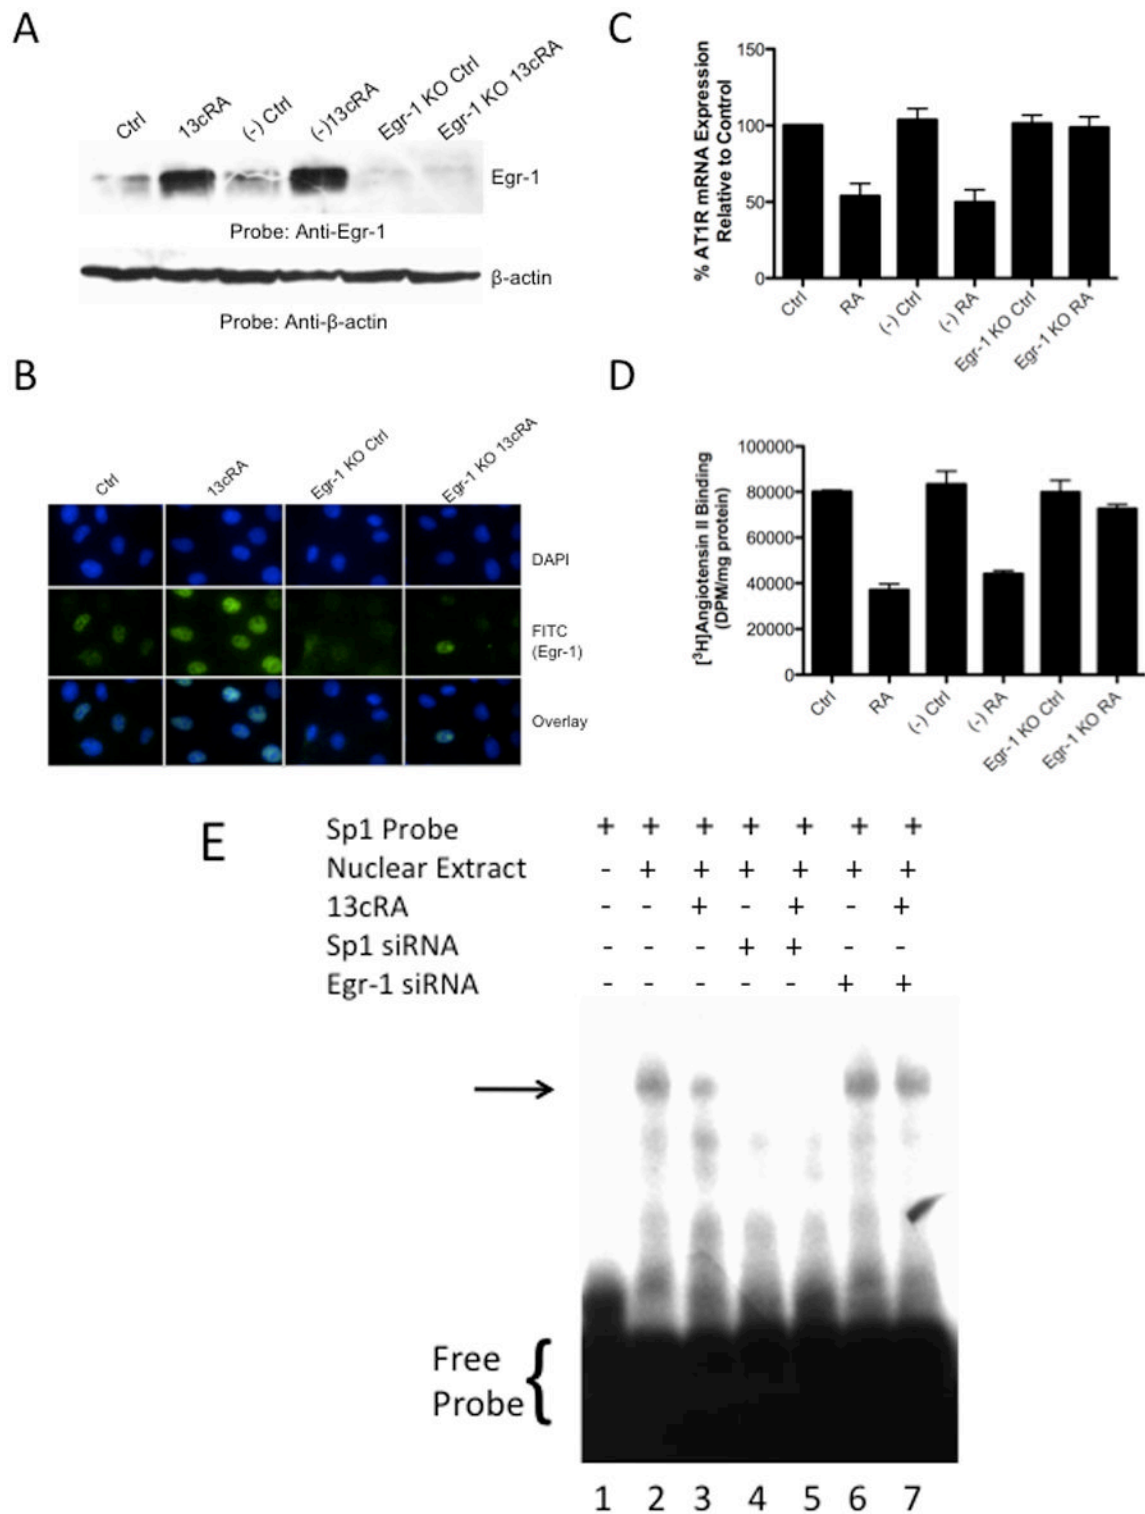 A
Ctrl
13cRA
(-) Ctrl
(-)13cRA
Egr-1 KO Ctrl
Egr-1 KO 13cRA
Egr-1
Probe: Anti-Egr-1
β-actin
Probe: Anti-β-actin
B
Ctrl
13cRA
Egr-1 KO Ctrl
Egr-1 KO 13cRA
DAPI
FITC
(Egr-1)
Overlay
C
% AT1R mRNA Expression
Relative to Control
150
100
50
0
Ctrl
RA
(-) Ctrl
(-) RA
Egr-1 KO Ctrl
Egr-1 KO RA
D
[³H]Angiotensin II Binding
(DPM/mg protein)
100000
80000
60000
40000
20000
0
Ctrl
RA
(-) Ctrl
(-) RA
Egr-1 KO Ctrl
Egr-1 KO RA
E
Sp1 Probe + + + + + + +
Nuclear Extract - + + + + + +
13cRA - - + - + - +
Sp1 siRNA - - - + + - -
Egr-1 siRNA - - - - - + +
Free
Probe {
1 2 3 4 5 6 7